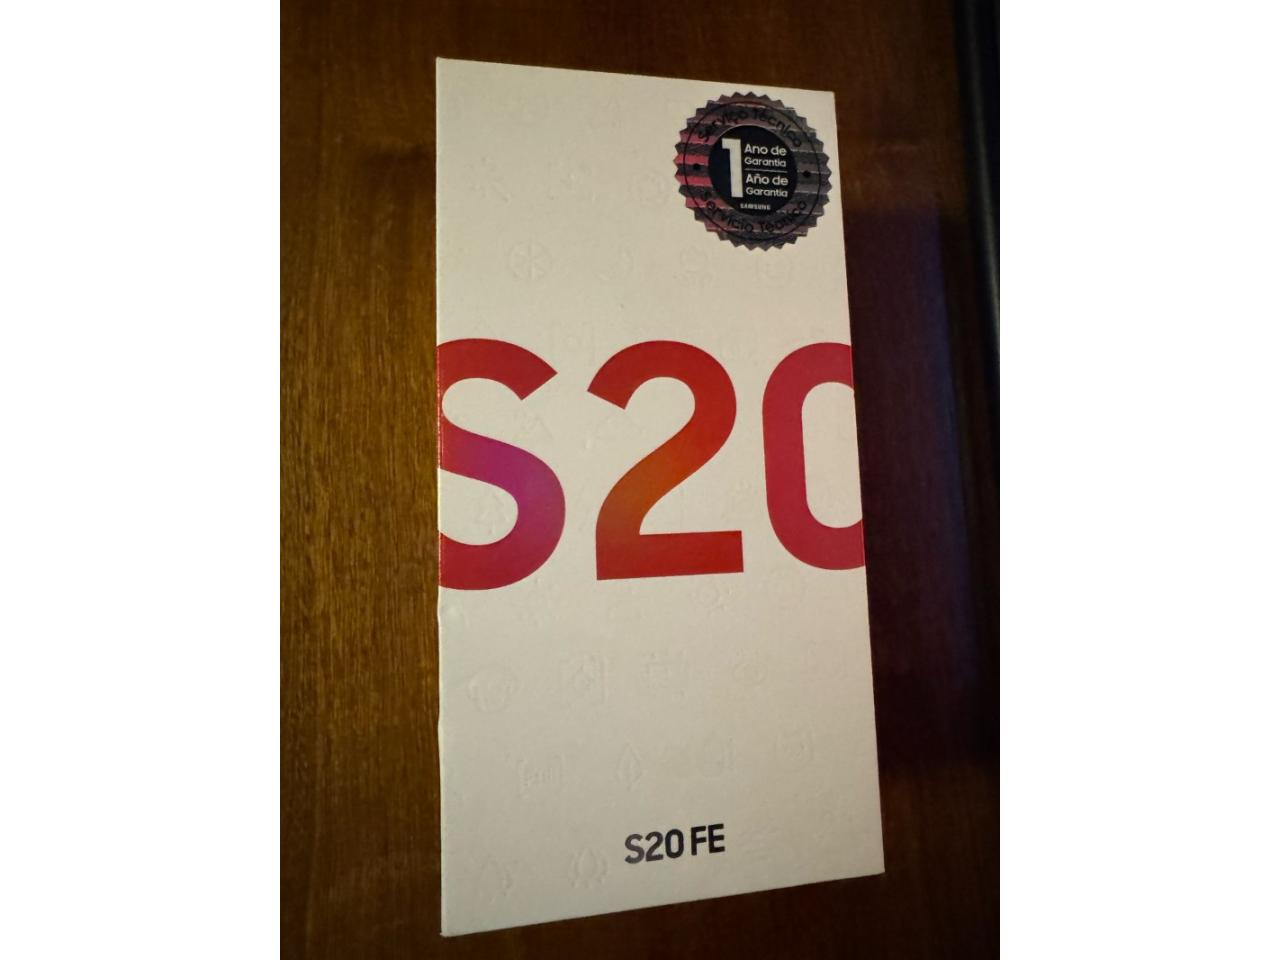 Serviço Técnico
1 Ano de
Garantia
Año de
Garantia
SAMSUNG
Servicio Técnico
S20
S20 FE